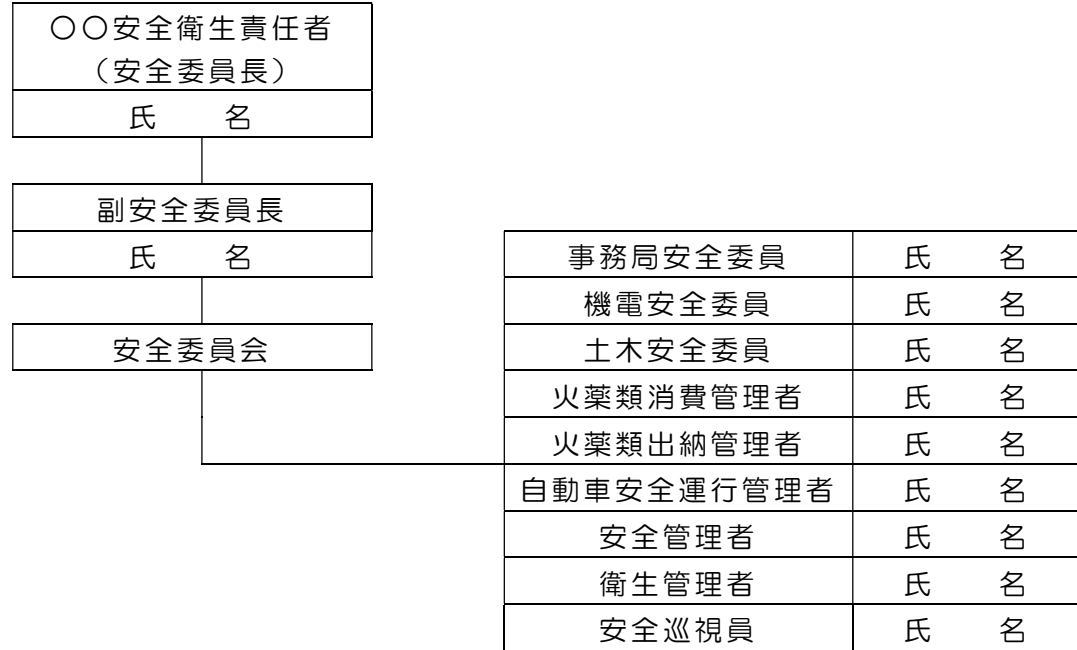 〇〇安全衛生責任者
（安全委員長）
氏　　名
副安全委員長
氏　　名
安全委員会
事務局安全委員　氏　　名
機電安全委員　氏　　名
土木安全委員　氏　　名
火薬類消費管理者　氏　　名
火薬類出納管理者　氏　　名
自動車安全運行管理者　氏　　名
安全管理者　氏　　名
衛生管理者　氏　　名
安全巡視員　氏　　名